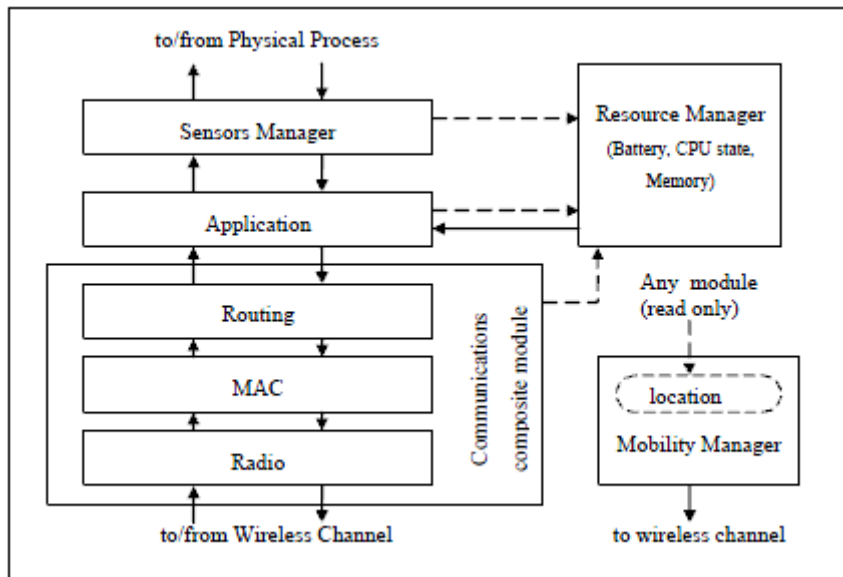 to/from Physical Process
Sensors Manager
Resource Manager
(Battery, CPU state,
Memory)
Application
Routing
MAC
Radio
Communications
composite module
to/from Wireless Channel
Any module
(read only)
location
Mobility Manager
to wireless channel